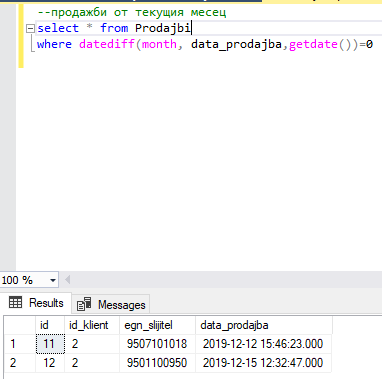 --продажби от текущия месец
select * from Prodajbi
where datediff(month, data_prodajba,getdate())=0
100 %
Results Messages
id id_klient egn_slijitel data_prodajba
1 11 2 9507101018 2019-12-12 15:46:23.000
2 12 2 9501100950 2019-12-15 12:32:47.000